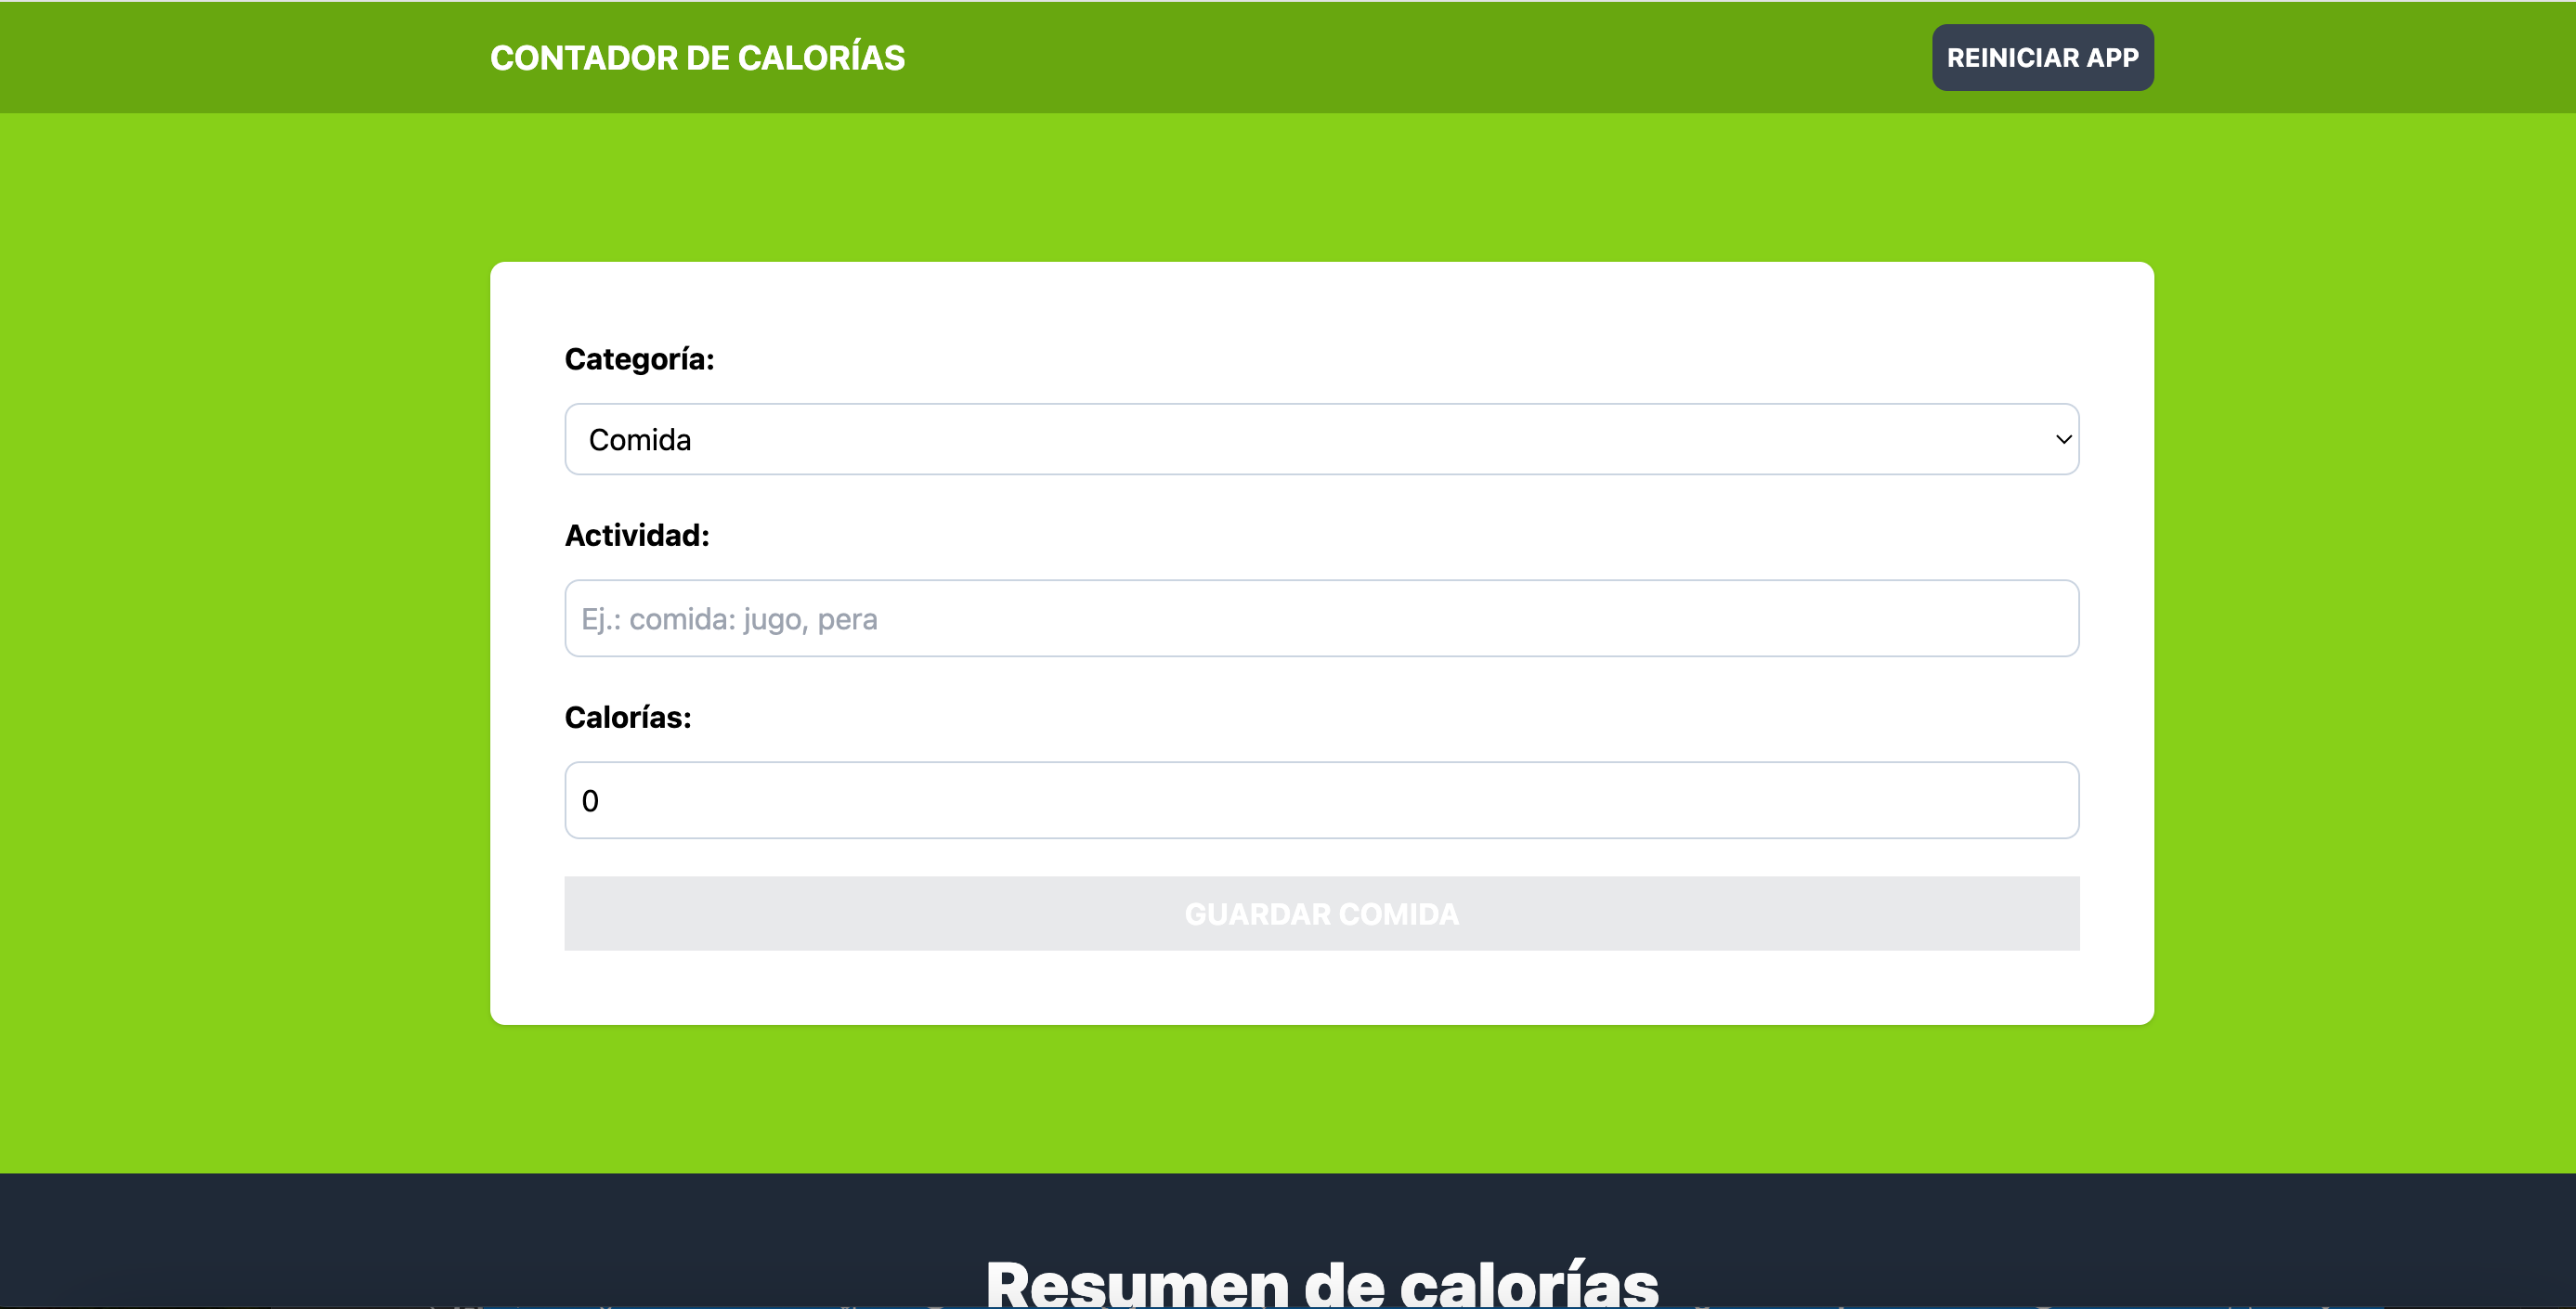 CONTADOR DE CALORÍAS
REINICIAR APP
Categoría:
Comida
Actividad:
Ej.: comida: jugo, pera
Calorías:
0
GUARDAR COMIDA
Resumen de calorías